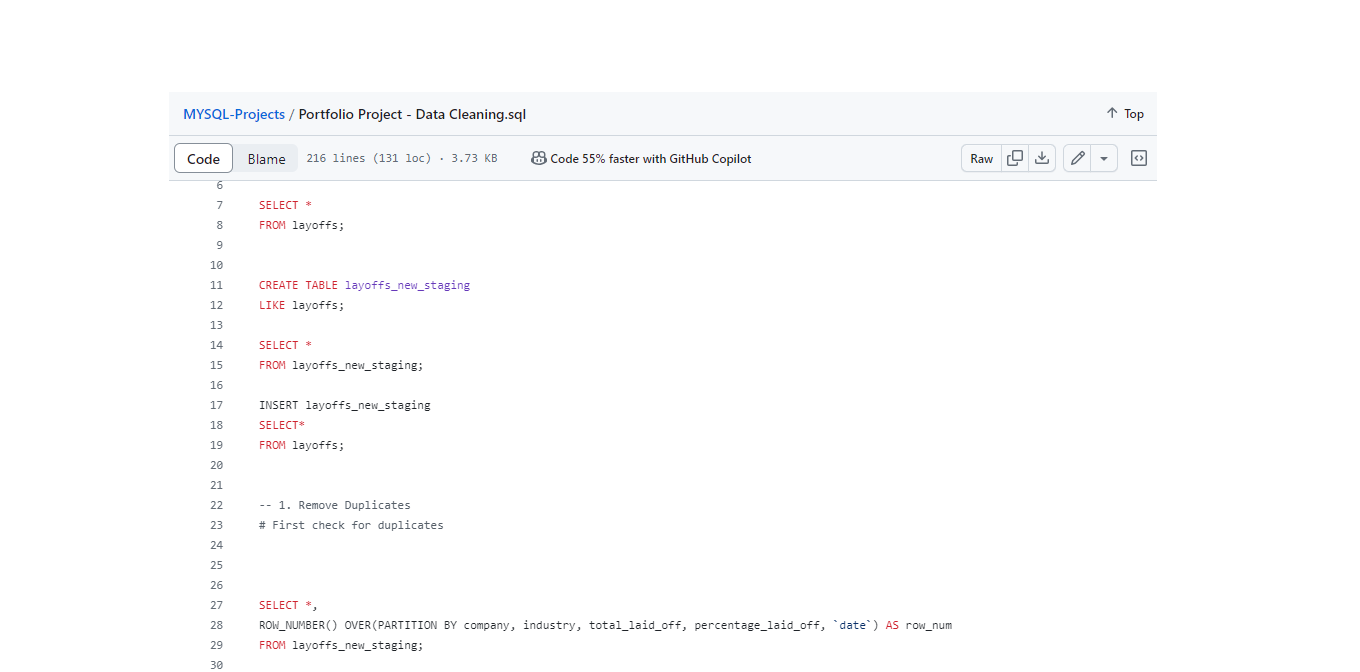 MYSQL-Projects / Portfolio Project - Data Cleaning.sql
Top
Code Blame 216 lines (131 loc) · 3.73 KB Code 55% faster with GitHub Copilot Raw
6
7 SELECT *
8 FROM layoffs;
9
10
11 CREATE TABLE layoffs_new_staging
12 LIKE layoffs;
13
14 SELECT *
15 FROM layoffs_new_staging;
16
17 INSERT layoffs_new_staging
18 SELECT*
19 FROM layoffs;
20
21
22 -- 1. Remove Duplicates
23 # First check for duplicates
24
25
26
27 SELECT *,
28 ROW_NUMBER() OVER(PARTITION BY company, industry, total_laid_off, percentage_laid_off, `date`) AS row_num
29 FROM layoffs_new_staging;
30